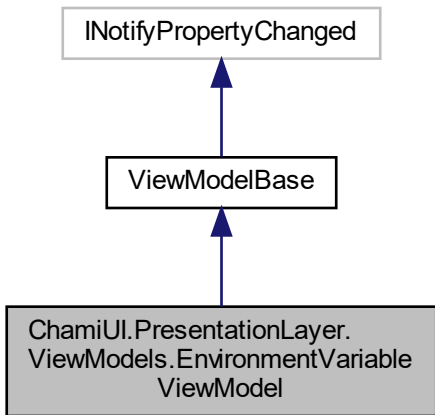 INotifyPropertyChanged
ViewModelBase
ChamiUI.PresentationLayer.
ViewModels.EnvironmentVariable
ViewModel